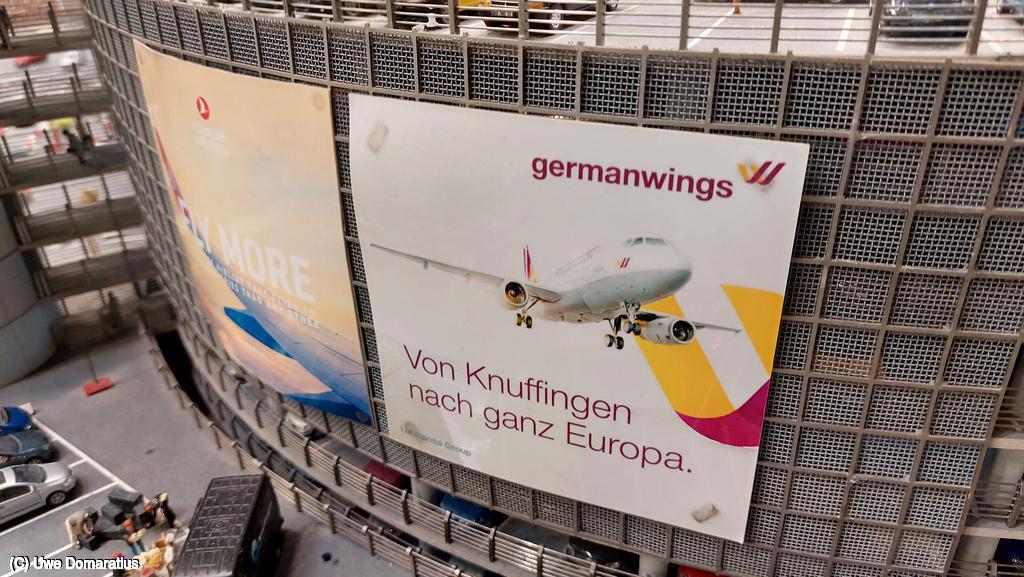 FLY MORE
germanwings
Von Knuffingen
nach ganz Europa.
Lufthansa Group
(C) Uwe Domaratius